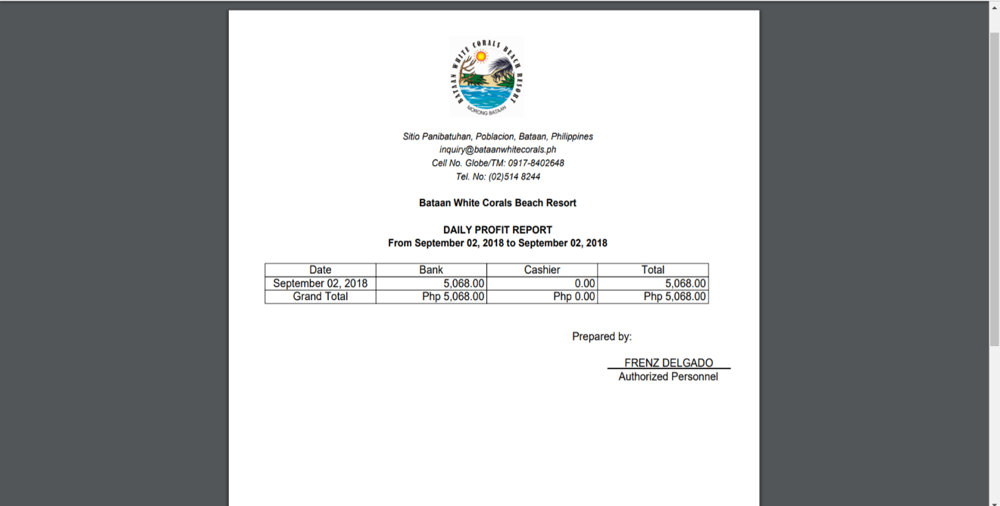 BATAAN WHITE CORALS BEACH RESORT
MORONG BATAAN
Sitio Panibatuhan, Poblacion, Bataan, Philippines
inquiry@bataanwhitecorals.ph
Cell No. Globe/TM: 0917-8402648
Tel. No: (02)514 8244
Bataan White Corals Beach Resort
DAILY PROFIT REPORT
From September 02, 2018 to September 02, 2018
Date Bank Cashier Total
September 02, 2018 5,068.00 0.00 5,068.00
Grand Total Php 5,068.00 Php 0.00 Php 5,068.00
Prepared by:
FRENZ DELGADO
Authorized Personnel